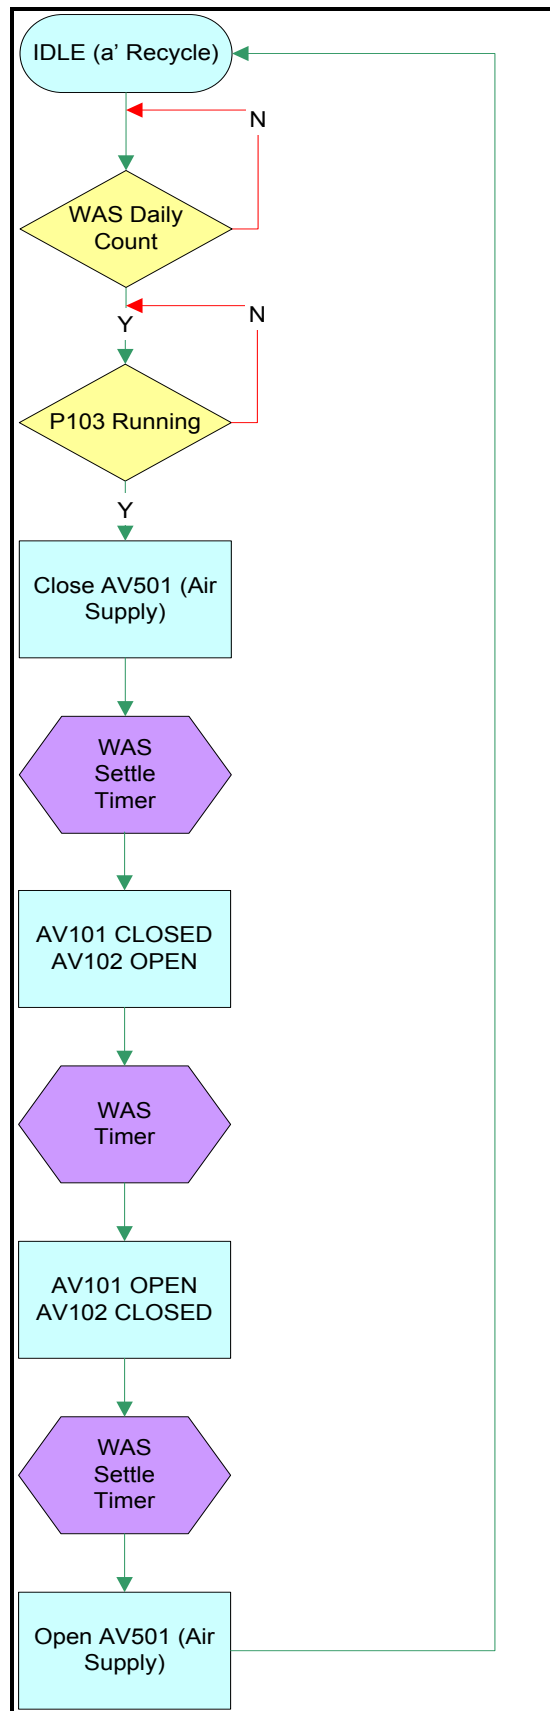 IDLE (a’ Recycle)
N
WAS Daily
Count
N
Y
P103 Running
Y
Close AV501 (Air
Supply)
WAS
Settle
Timer
AV101 CLOSED
AV102 OPEN
WAS
Timer
AV101 OPEN
AV102 CLOSED
WAS
Settle
Timer
Open AV501 (Air
Supply)